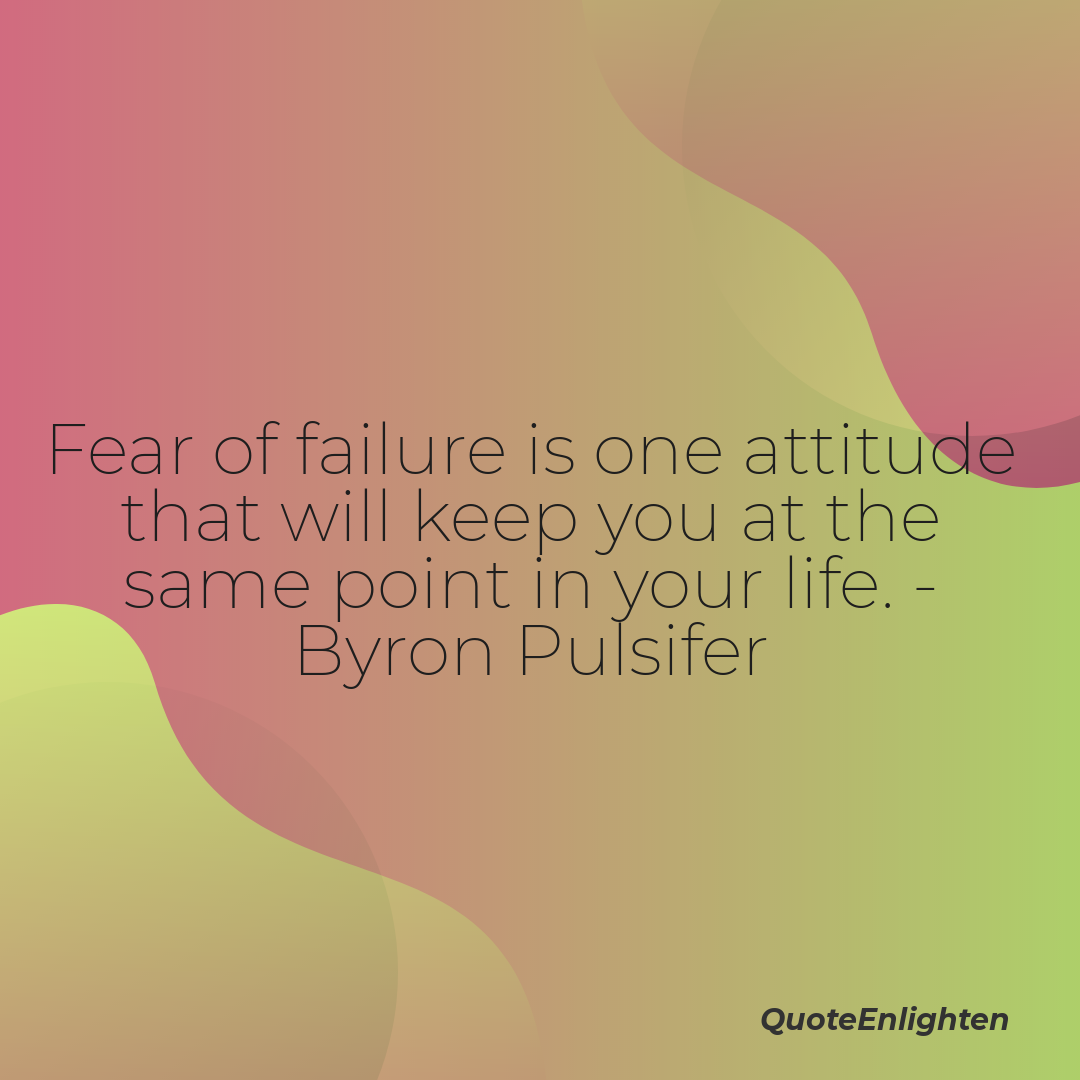 Fear of failure is one attitude
that will keep you at the
same point in your life. -
Byron Pulsifer
QuoteEnlighten